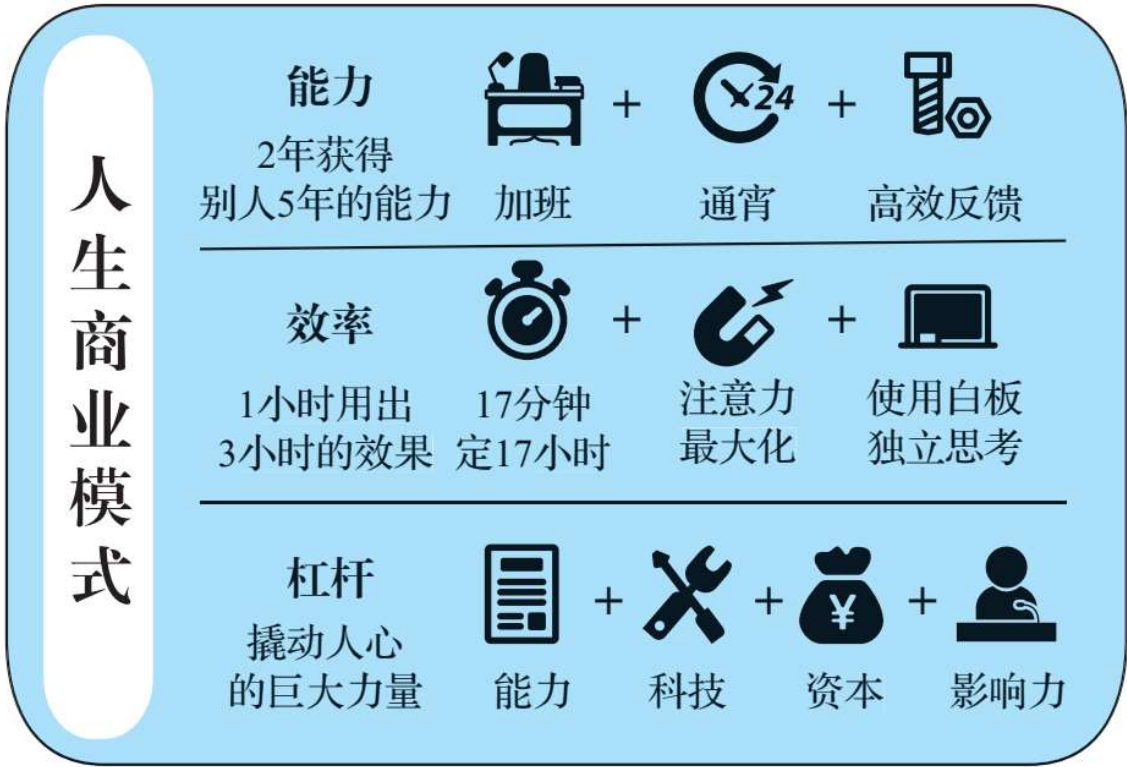 人生商业模式
能力
2年获得
别人5年的能力
×24
+
+
加班
通宵
高效反馈
效率
1小时用出
3小时的效果
+
+
17分钟
定17小时
注意力
最大化
使用白板
独立思考
杠杆
撬动人心
的巨大力量
+
+
¥
+
能力
科技
资本
影响力